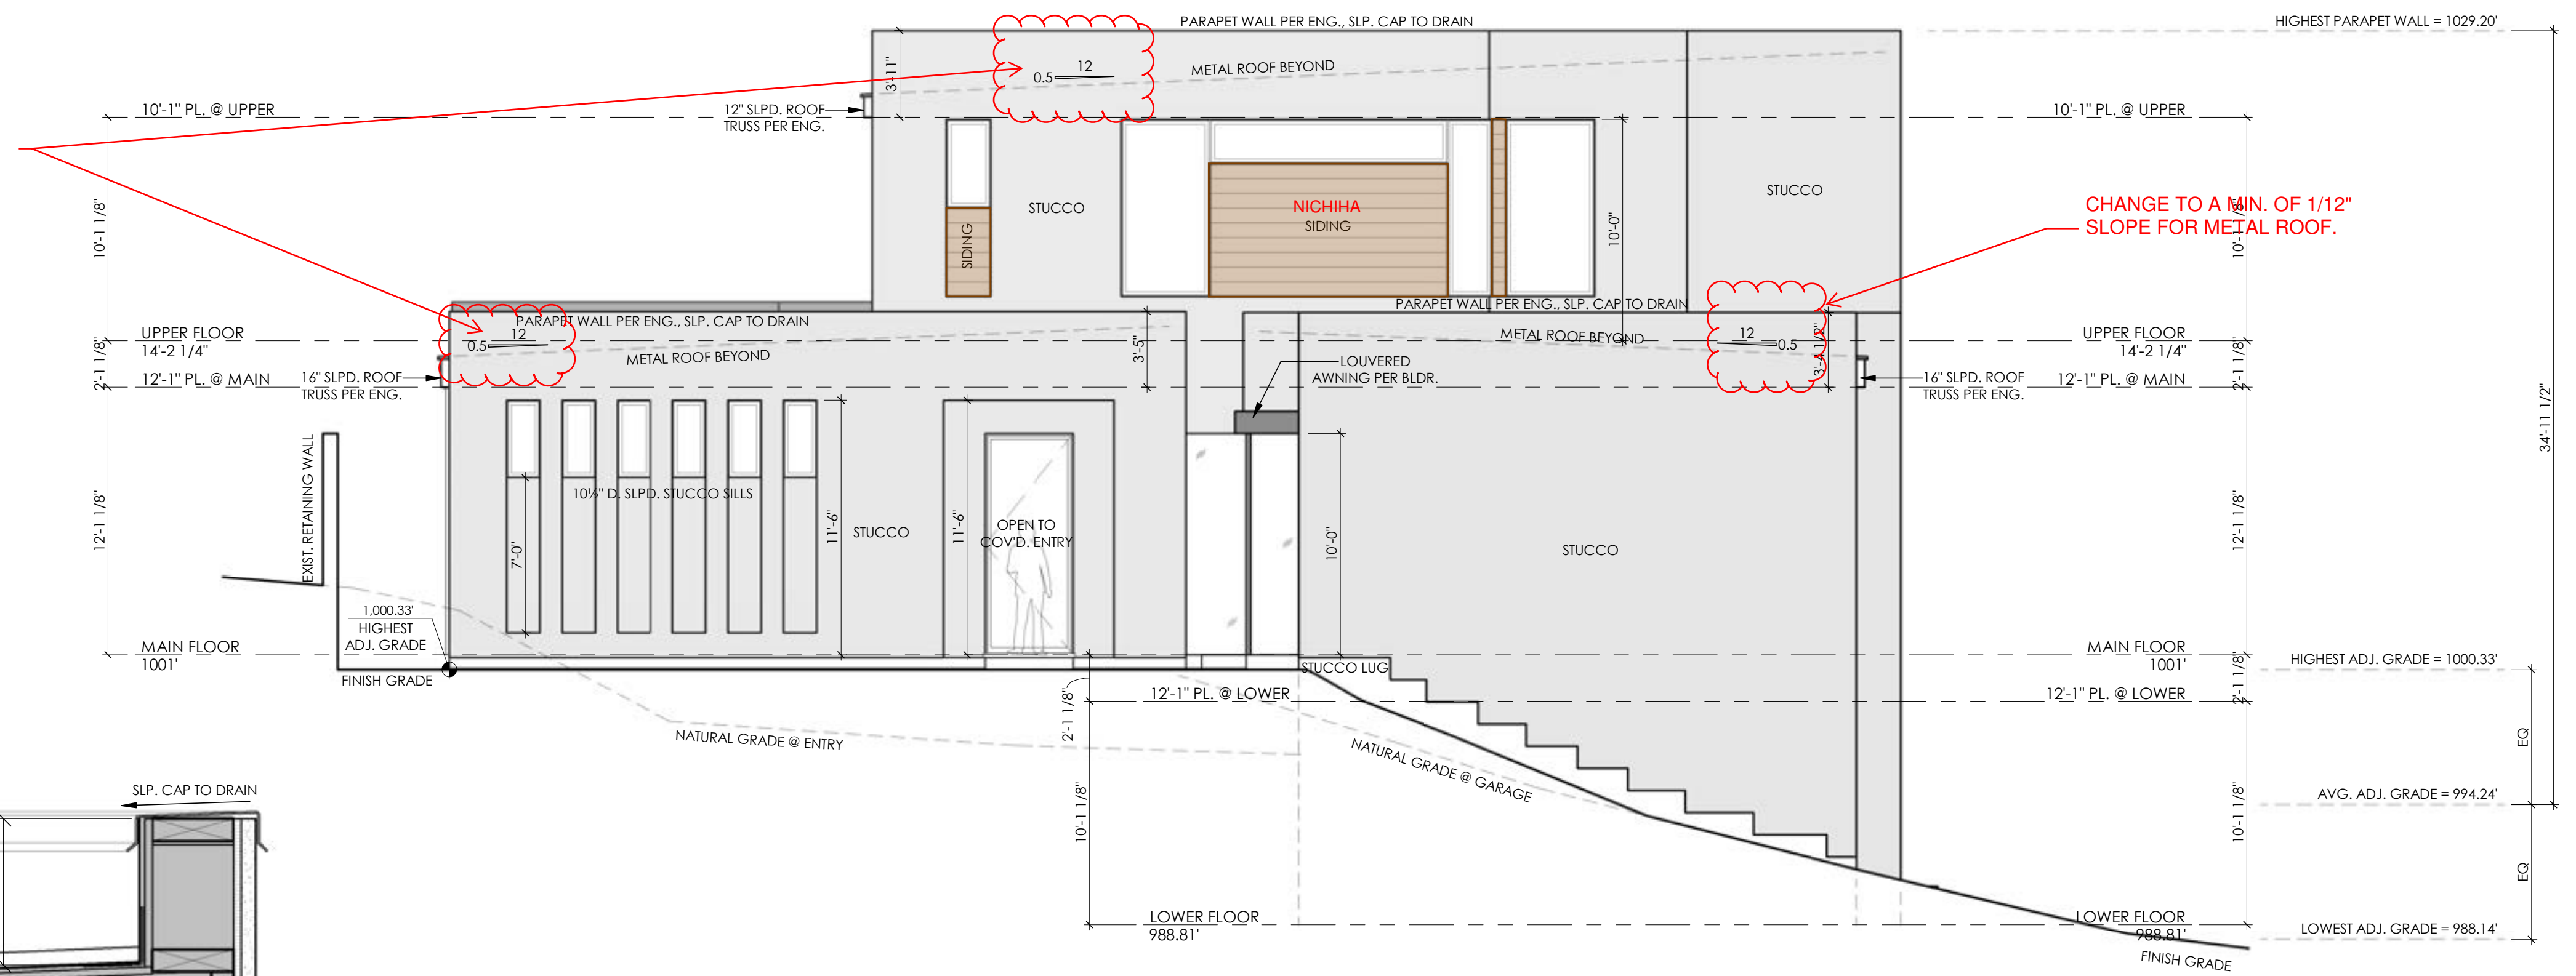 PARAPET WALL PER ENG., SLP. CAP TO DRAIN
HIGHEST PARAPET WALL = 1029.20'
12
0.5
METAL ROOF BEYOND
3'-11"
10'-1" PL. @ UPPER
12" SLPD. ROOF
TRUSS PER ENG.
10'-1" PL. @ UPPER
STUCCO
STUCCO
NICHIHA
SIDING
SIDING
10'-0"
CHANGE TO A MIN. OF 1/12"
SLOPE FOR METAL ROOF.
10'-1 1/8"
10'-1 1/8"
PARAPET WALL PER ENG., SLP. CAP TO DRAIN
PARAPET WALL PER ENG., SLP. CAP TO DRAIN
UPPER FLOOR
14'-2 1/4"
12
0.5
METAL ROOF BEYOND
3'-5"
METAL ROOF BEYOND
12
0.5
3'-4 1/2"
UPPER FLOOR
14'-2 1/4"
2'-1 1/8"
12'-1" PL. @ MAIN
16" SLPD. ROOF
TRUSS PER ENG.
LOUVERED
AWNING PER BLDR.
16" SLPD. ROOF
TRUSS PER ENG.
12'-1" PL. @ MAIN
2'-1 1/8"
34'-11 1/2"
EXIST. RETAINING WALL
12'-1 1/8"
10½" D. SLPD. STUCCO SILLS
7'-0"
11'-6"
STUCCO
11'-6"
OPEN TO
COV'D. ENTRY
10'-0"
STUCCO
12'-1 1/8"
1,000.33'
HIGHEST
ADJ. GRADE
MAIN FLOOR
1001'
FINISH GRADE
STUCCO LUG
MAIN FLOOR
1001'
HIGHEST ADJ. GRADE = 1000.33'
12'-1" PL. @ LOWER
12'-1" PL. @ LOWER
2'-1 1/8"
2'-1 1/8"
NATURAL GRADE @ ENTRY
NATURAL GRADE @ GARAGE
EQ
SLP. CAP TO DRAIN
10'-1 1/8"
10'-1 1/8"
AVG. ADJ. GRADE = 994.24'
EQ
LOWER FLOOR
988.81'
LOWER FLOOR
988.81'
LOWEST ADJ. GRADE = 988.14'
FINISH GRADE